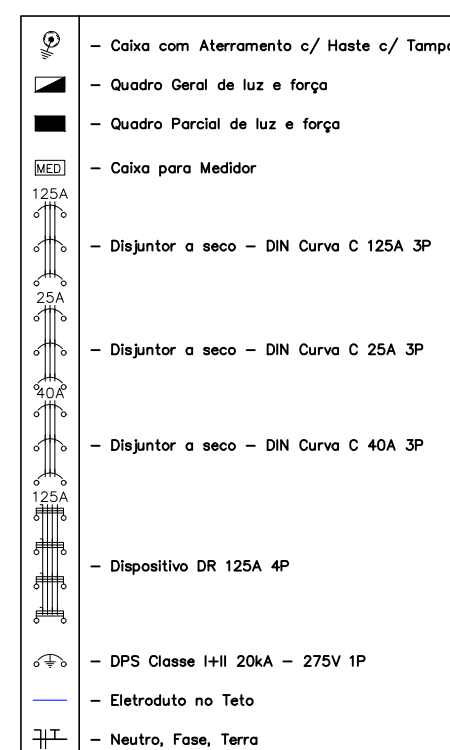 – Caixa com Aterramento c/ Haste c/ Tampa
– Quadro Geral de luz e força
– Quadro Parcial de luz e força
MED – Caixa para Medidor
125A
– Disjuntor a seco – DIN Curva C 125A 3P
25A
– Disjuntor a seco – DIN Curva C 25A 3P
40A
– Disjuntor a seco – DIN Curva C 40A 3P
125A
– Dispositivo DR 125A 4P
– DPS Classe I+II 20kA – 275V 1P
– Eletroduto no Teto
– Neutro, Fase, Terra